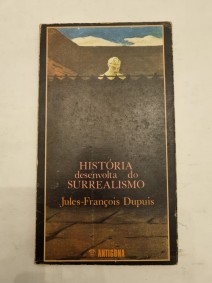 HISTÓRIA
desenvolta do
SURREALISMO
Jules-François Dupuis
ANTÍGONA